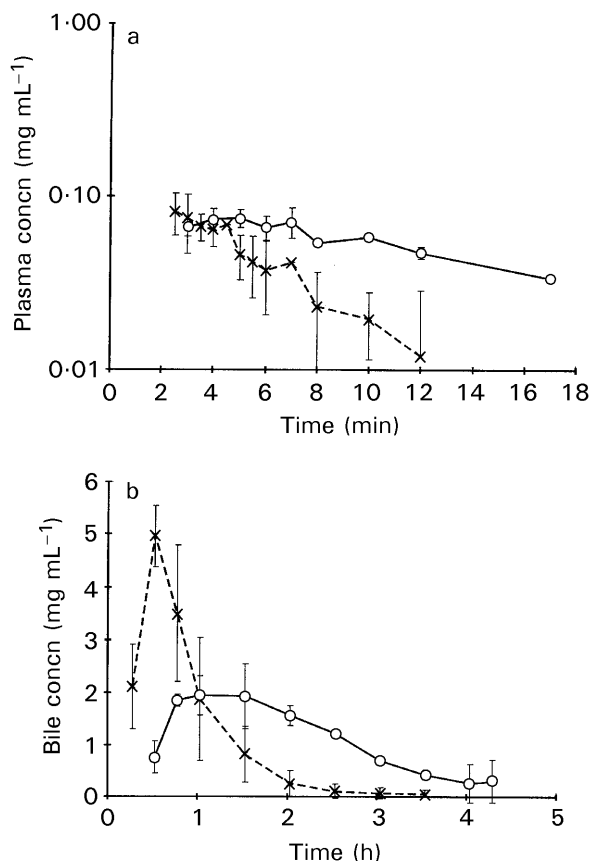 a
Plasma concn (mg mL⁻¹)
1·00
0·10
0·01
0 2 4 6 8 10 12 14 16 18
Time (min)
b
Bile concn (mg mL⁻¹)
6
5
4
3
2
1
0
0 1 2 3 4 5
Time (h)